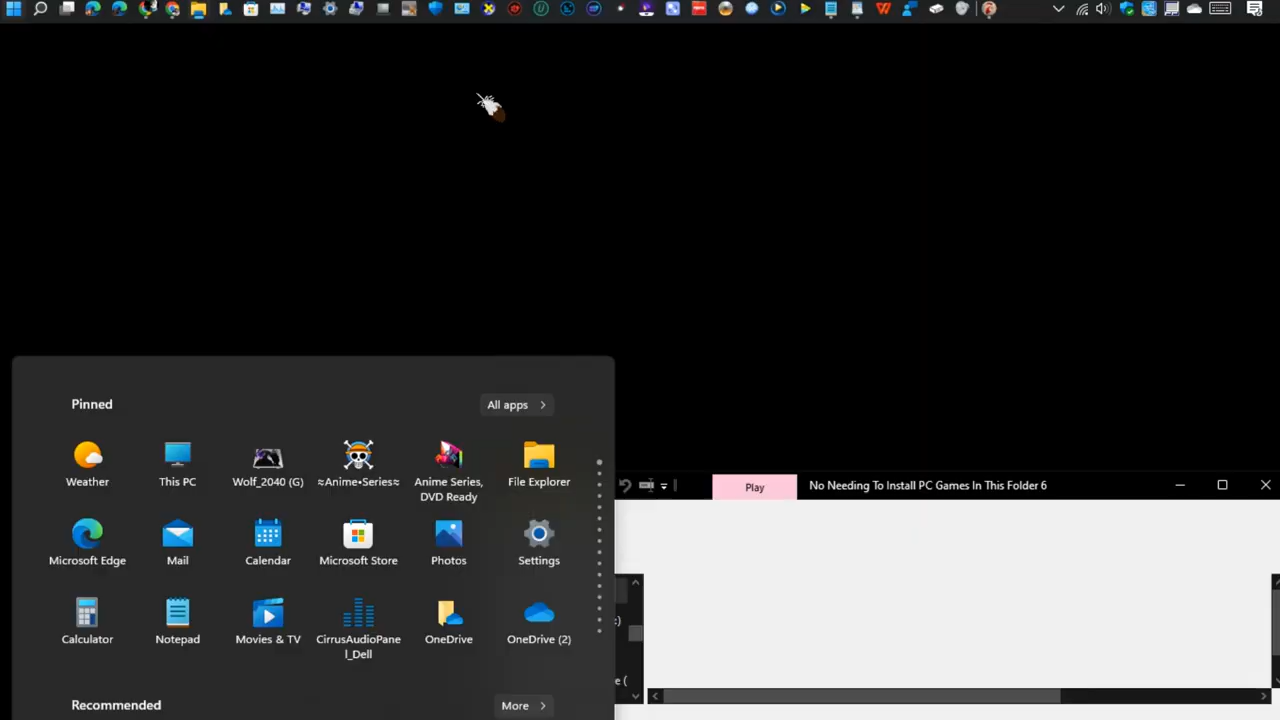 Pinned
All apps
Weather
This PC
Wolf_2040 (G)
≈Anime•Series≈
Anime Series,
DVD Ready
File Explorer
Play
No Needing To Install PC Games In This Folder 6
Microsoft Edge
Mail
Calendar
Microsoft Store
Photos
Settings
Calculator
Notepad
Movies & TV
CirrusAudioPane
l_Dell
OneDrive
OneDrive (2)
:)
e (
Recommended
More